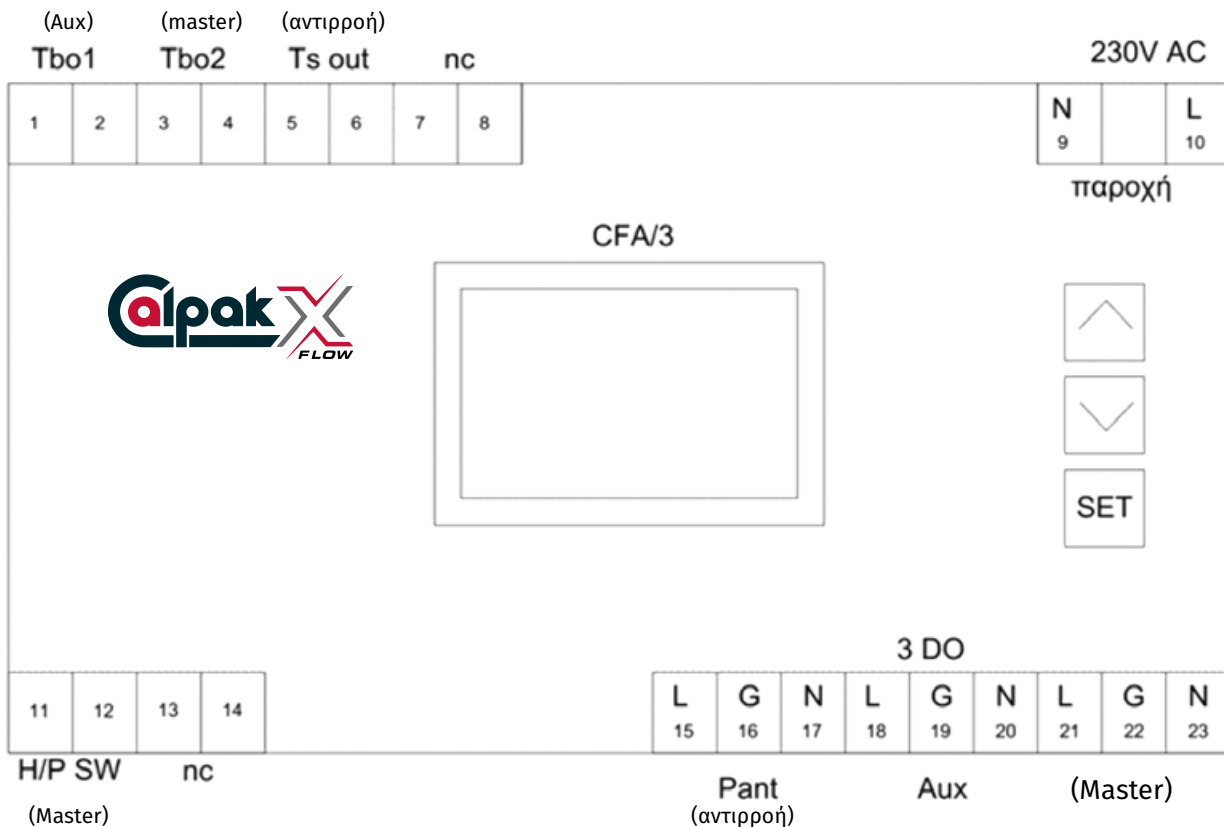 (Aux) (master) (αντιρροή)
Tbo1 Tbo2 Ts out nc 230V AC
1 2 3 4 5 6 7 8 N L
9 10
παροχή
CFA/3
Calpak X
FLOW
SET
3 DO
11 12 13 14 L G N L G N L G N
15 16 17 18 19 20 21 22 23
H/P SW nc
Pant Aux (Master)
(Master) (αντιρροή)